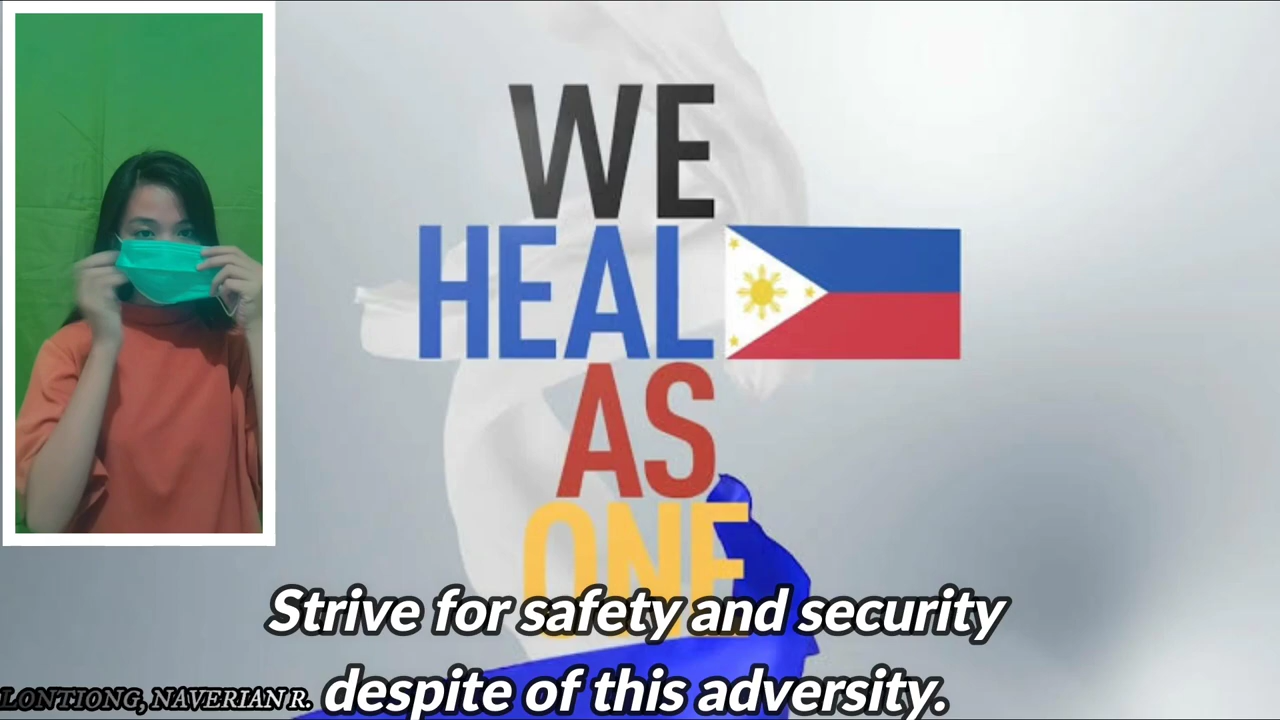 WE
HEAL
AS
ONE
Strive for safety and security
despite of this adversity.
LONTIONG, NAVERIAN R.